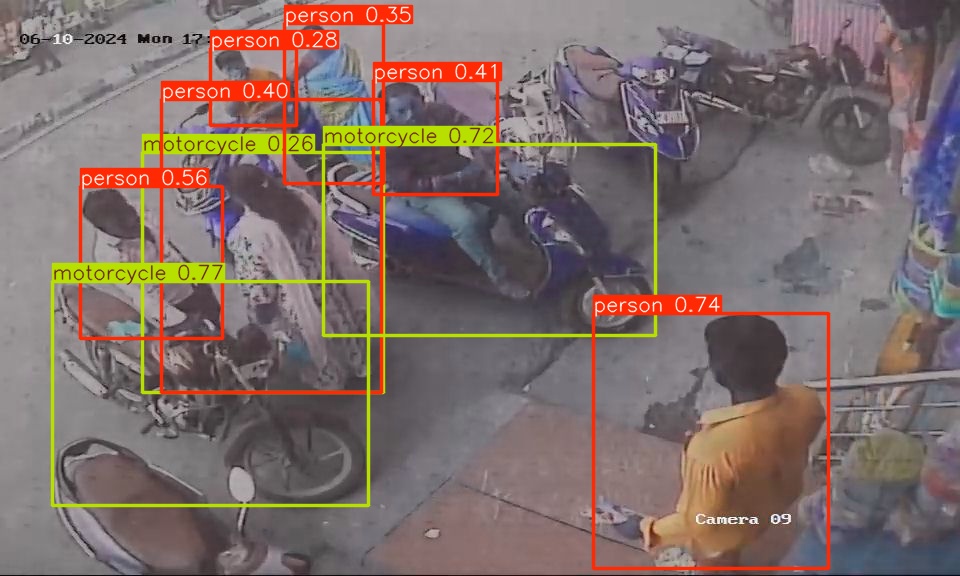 person 0.35
06-10-2024 Mon 17:
person 0.28
person 0.41
person 0.40
motorcycle 0.72
motorcycle 0.26
person 0.56
motorcycle 0.77
person 0.74
Camera 09